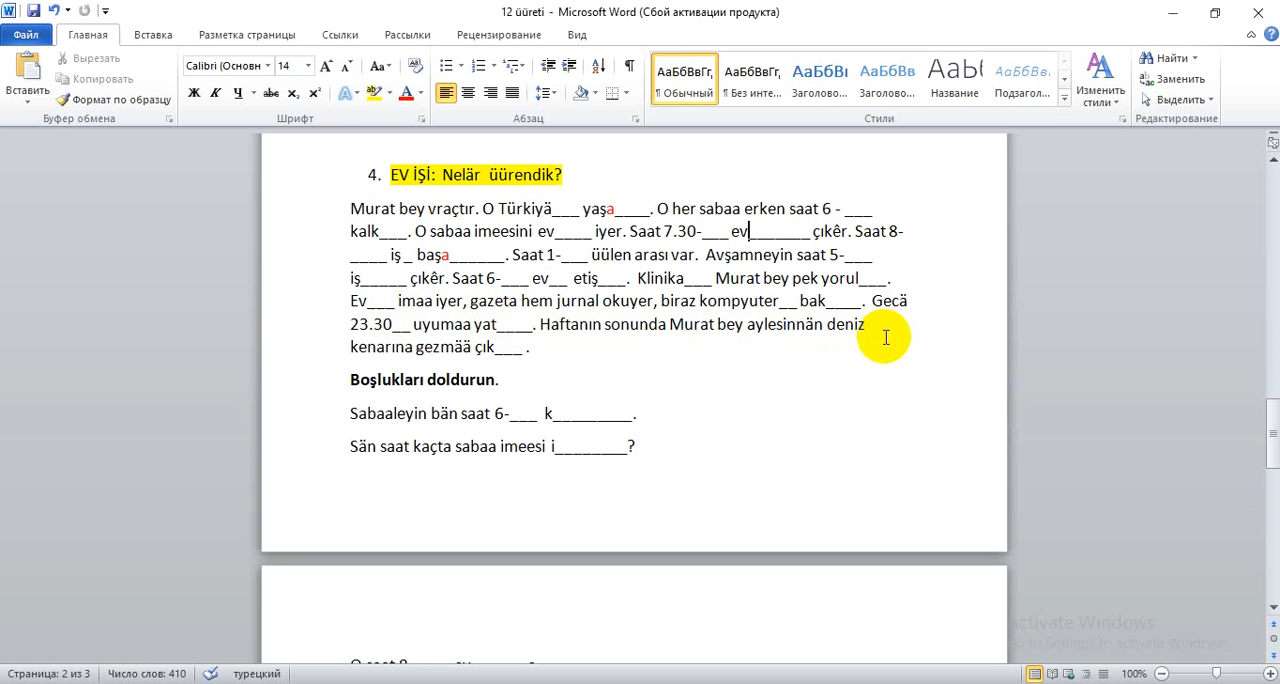 12 üüreti - Microsoft Word (Сбой активации продукта)
Файл Главная Вставка Разметка страницы Ссылки Рассылки Рецензирование Вид
Вставить
Вырезать
Копировать
Формат по образцу
Буфер обмена
Calibri (Основн 14
Шрифт
Абзац
АаБбВвГг, АаБбВвГг, АаБбВі АаБбВв АаБб АаБбВв.
¶ Обычный ¶ Без инте... Заголово... Заголово... Название Подзагол...
Стили
Изменить стили
Найти
Заменить
Выделить
Редактирование
4. EV İŞİ: Nelär üürendik?
Murat bey vraçtır. O Türkiyä___ yaşa____. O her sabaa erken saat 6 - ___
kalk___. O sabaa imeesini ev____ iyer. Saat 7.30-___ ev_______ çıkêr. Saat 8-
____ iş _ başa______. Saat 1-___ üülen arası var. Avşamneyin saat 5-___
iş_____ çıkêr. Saat 6-___ ev__ etiş___. Klinika___ Murat bey pek yorul___.
Ev___ imaa iyer, gazeta hem jurnal okuyer, biraz kompyuter__ bak____. Gecä
23.30__ uyumaa yat____. Haftanın sonunda Murat bey aylesinnän deniz
kenarına gezmää çık___ .
Boşlukları doldurun.
Sabaaleyin bän saat 6-___ k_________.
Sän saat kaçta sabaa imeesi i________?
Activate Windows
to Settings to activate Windows.
Страница: 2 из 3 Число слов: 410 турецкий 100%